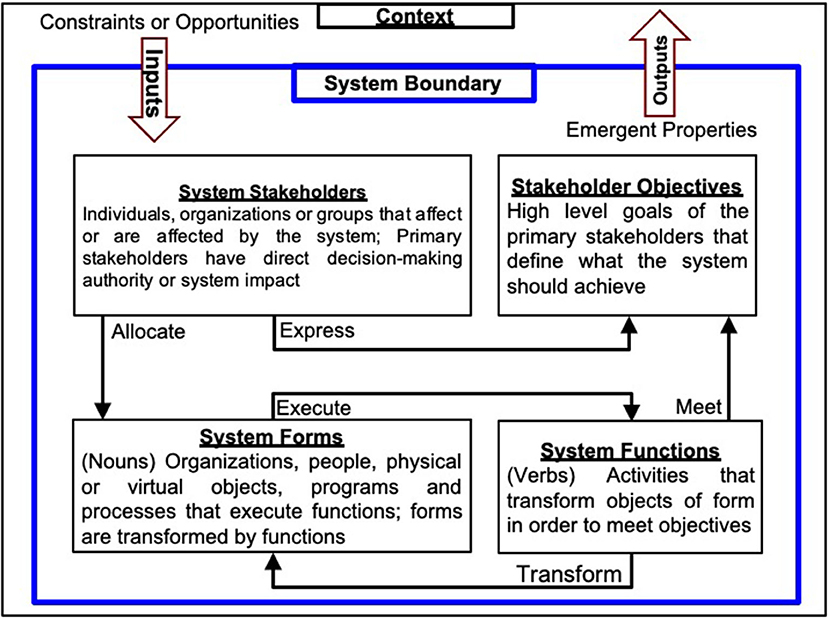 Context
Constraints or Opportunities
Inputs
Outputs
System Boundary
Emergent Properties
System Stakeholders
Individuals, organizations or groups that affect
or are affected by the system; Primary
stakeholders have direct decision-making
authority or system impact
Stakeholder Objectives
High level goals of the
primary stakeholders that
define what the system
should achieve
Allocate
Express
Execute
Meet
System Forms
(Nouns) Organizations, people, physical
or virtual objects, programs and
processes that execute functions; forms
are transformed by functions
System Functions
(Verbs) Activities that
transform objects of form
in order to meet objectives
Transform